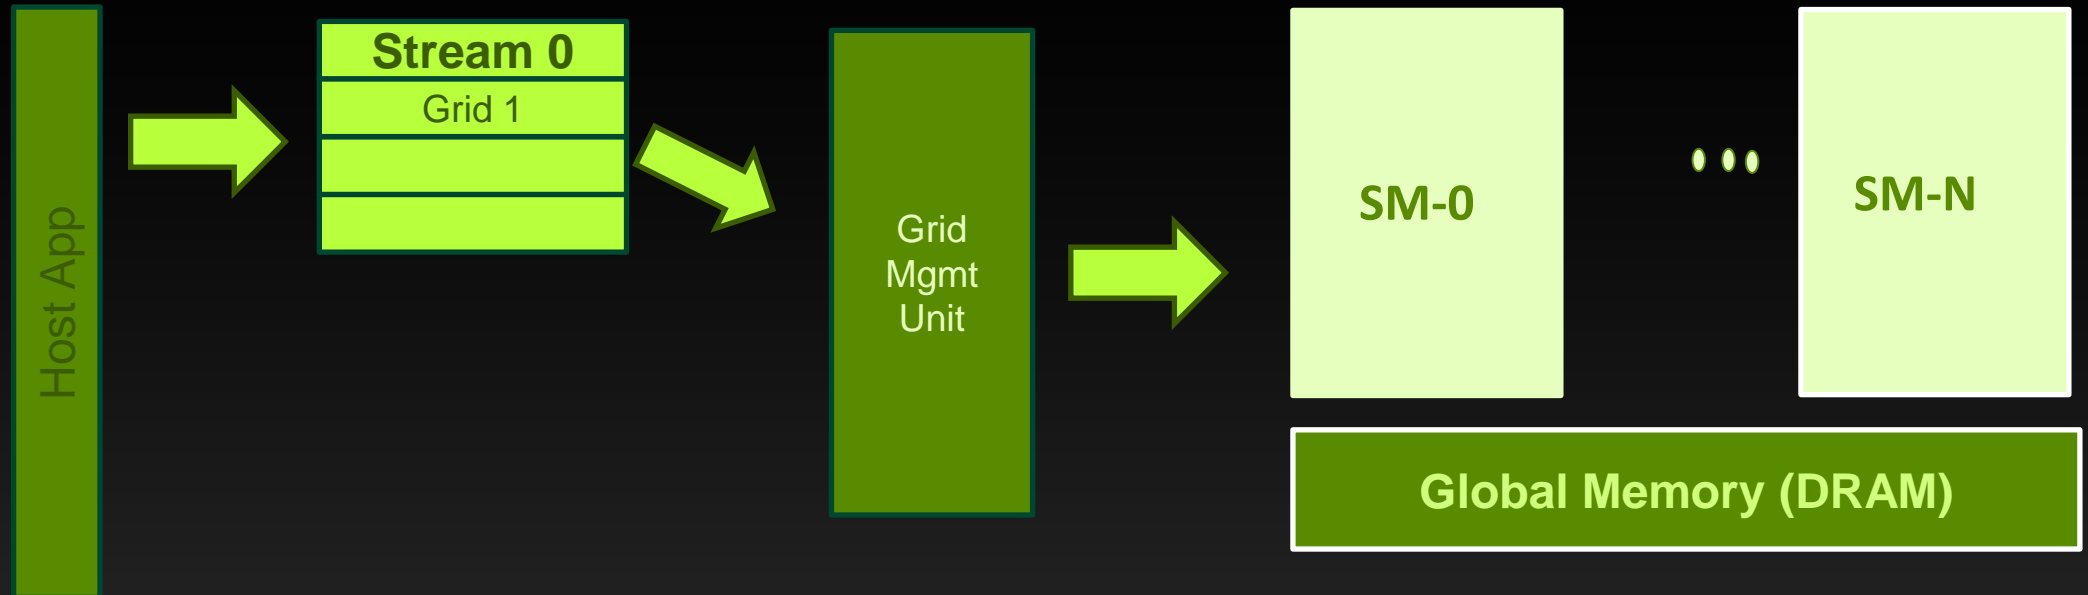 Host App
Stream 0
Grid 1
Grid
Mgmt
Unit
SM-0
SM-N
Global Memory (DRAM)